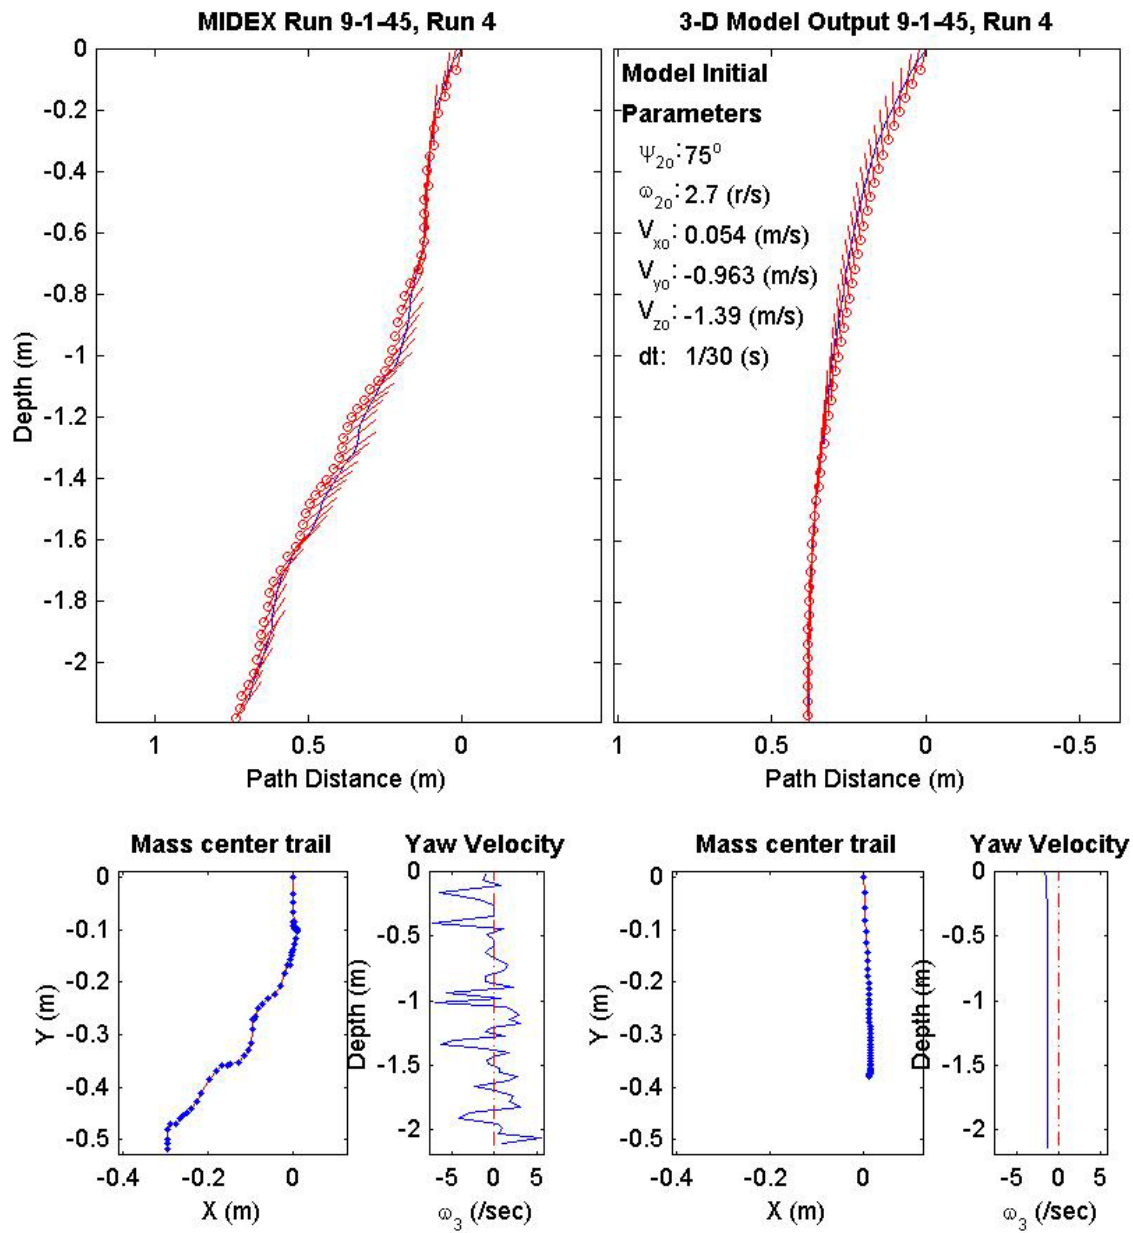 MIDEX Run 9-1-45, Run 4
3-D Model Output 9-1-45, Run 4
0
-0.2
-0.4
-0.6
-0.8
-1
-1.2
-1.4
-1.6
-1.8
-2
Depth (m)
1 0.5 0
Path Distance (m)
Model Initial
Parameters
Ψ2o: 75o
ω2o: 2.7 (r/s)
Vxo: 0.054 (m/s)
Vyo: -0.963 (m/s)
Vzo: -1.39 (m/s)
dt: 1/30 (s)
1 0.5 0 -0.5
Path Distance (m)
Mass center trail
0
-0.1
-0.2
-0.3
-0.4
-0.5
Y (m)
-0.4 -0.2 0
X (m)
Yaw Velocity
0
-0.5
-1
-1.5
-2
Depth (m)
-5 0 5
ω3 (/sec)
Mass center trail
0
-0.1
-0.2
-0.3
-0.4
-0.5
Y (m)
-0.4 -0.2 0
X (m)
Yaw Velocity
0
-0.5
-1
-1.5
-2
Depth (m)
-5 0 5
ω3 (/sec)